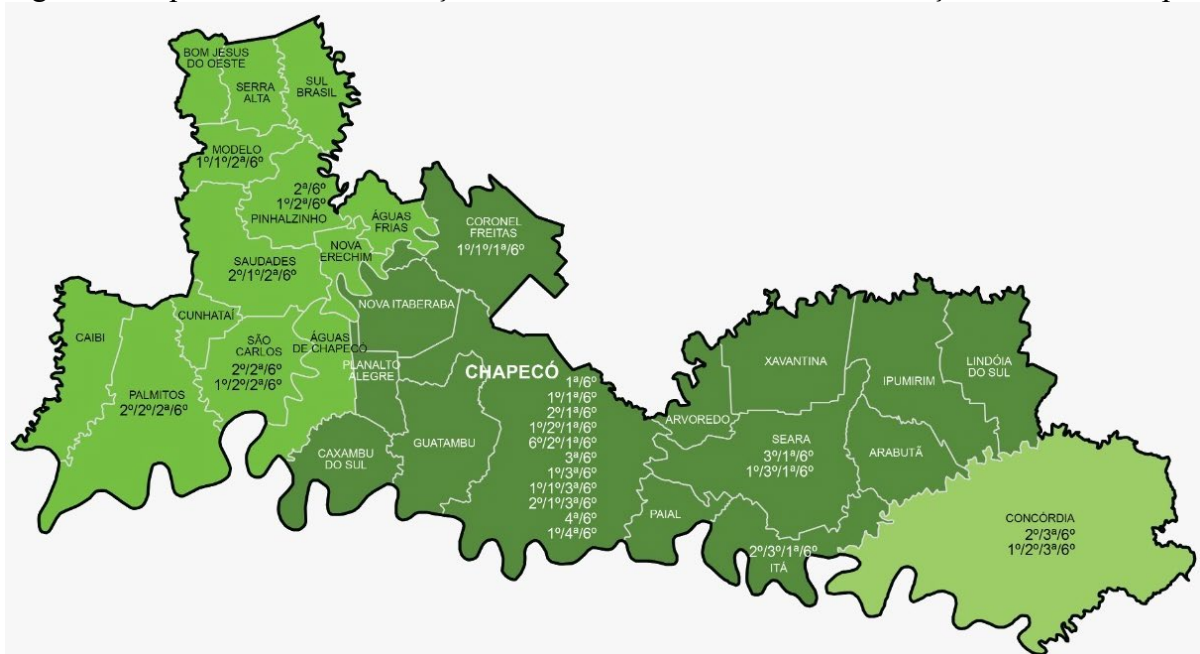 BOM JESUS
DO OESTE
SERRA
ALTA
SUL
BRASIL
MODELO
1º/1º/2ª/6º
2ª/6º
1º/2ª/6º
PINHALZINHO
ÁGUAS
FRIAS
CORONEL
FREITAS
1º/1º/1ª/6º
SAUDADES
2º/1º/2ª/6º
NOVA
ERECHIM
NOVA ITABERABA
CAIBI
CUNHATAÍ
PALMITOS
2º/2º/2ª/6º
SÃO
CARLOS
2º/2ª/6º
1º/2º/2ª/6º
ÁGUAS
DE CHAPECÓ
PLANALTO
ALEGRE
CAXAMBU
DO SUL
GUATAMBU
CHAPECÓ
1ª/6º
1º/1ª/6º
2º/1ª/6º
1º/2º/1ª/6º
6º/2º/1ª/6º
3ª/6º
1º/3ª/6º
1º/1º/3ª/6º
2º/1º/3ª/6º
4ª/6º
1º/4ª/6º
XAVANTINA
IPUMIRIM
LINDÓIA
DO SUL
ARVOREDO
SEARA
3º/1ª/6º
1º/3º/1ª/6º
ARABUTÃ
PAIAL
2º/3º/1ª/6º
ITÁ
CONCÓRDIA
2º/3ª/6º
1º/2º/3ª/6º